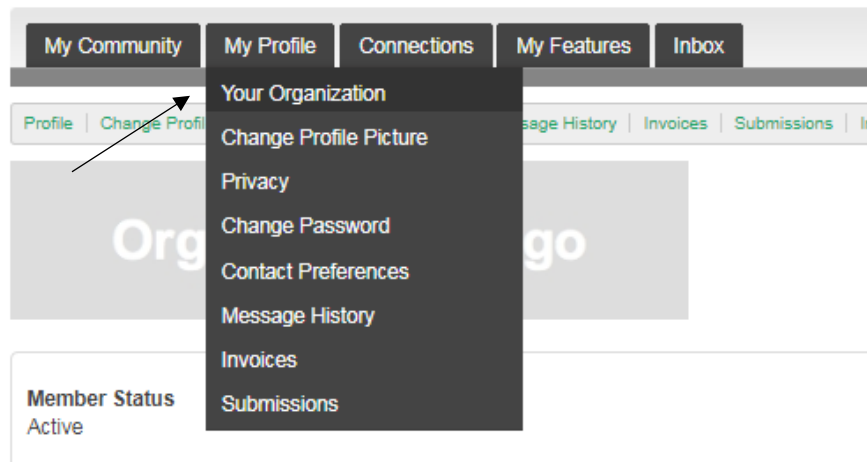 My Community My Profile Connections My Features Inbox
Your Organization
Profile | Change Profil sage History | Invoices | Submissions |
Change Profile Picture
Privacy
Org go
Change Password
Contact Preferences
Message History
Invoices
Member Status
Submissions
Active